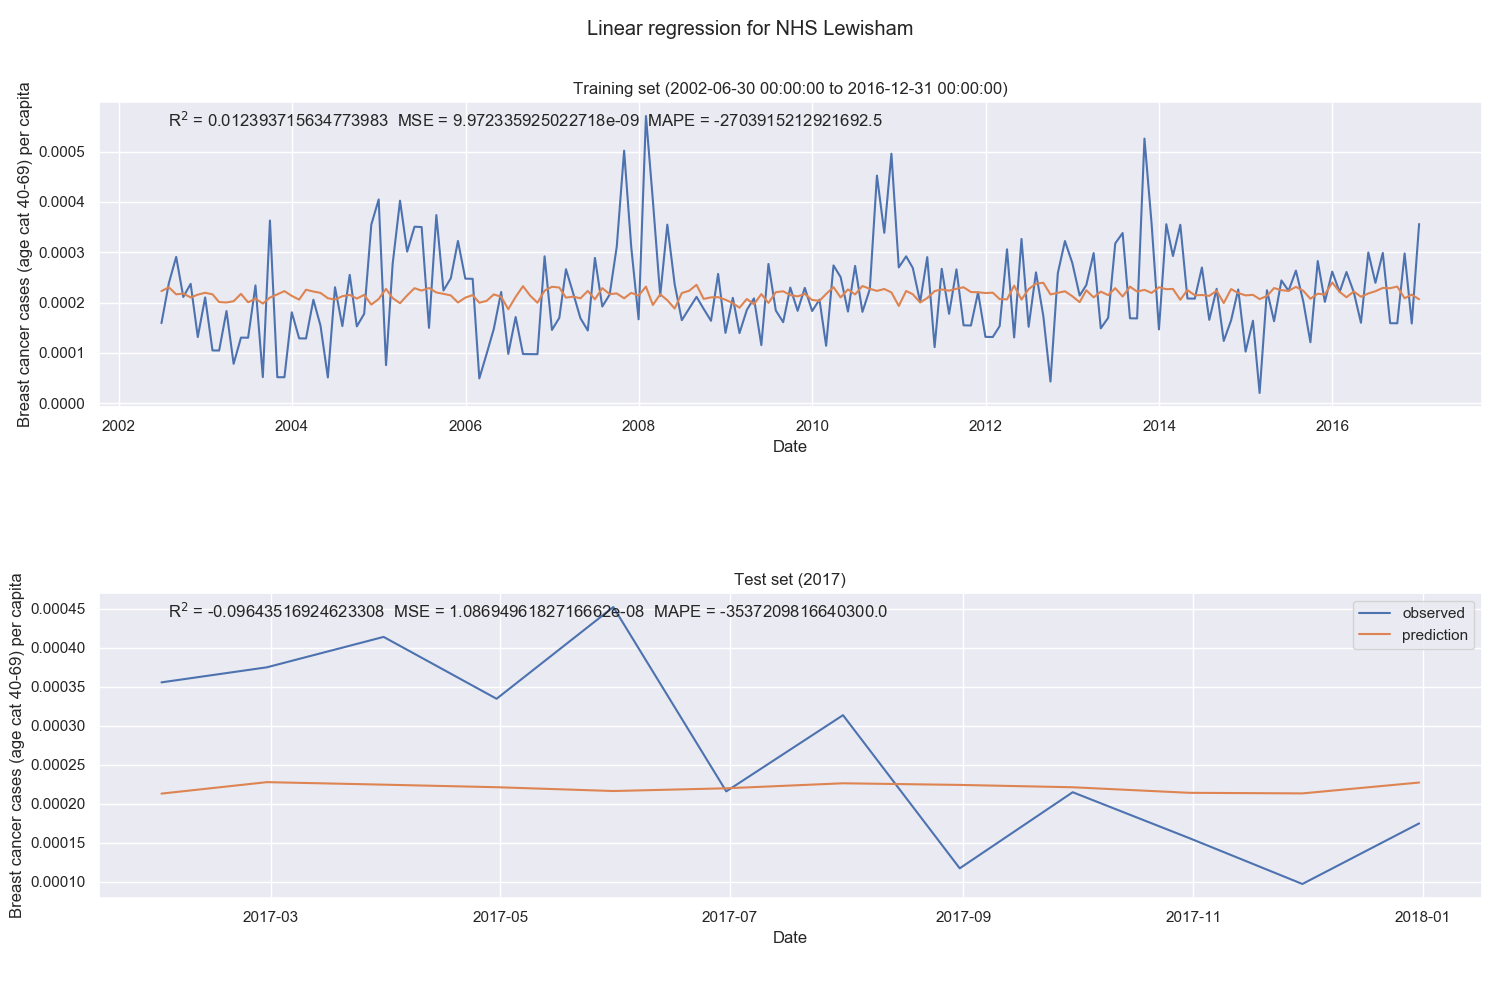 Linear regression for NHS Lewisham
Training set (2002-06-30 00:00:00 to 2016-12-31 00:00:00)
R² = 0.012393715634773983 MSE = 9.972335925022718e-09 MAPE = -2703915212921692.5
Breast cancer cases (age cat 40-69) per capita
0.0005
0.0004
0.0003
0.0002
0.0001
0.0000
2002 2004 2006 2008 2010 2012 2014 2016
Date
Test set (2017)
R² = -0.09643516924623308 MSE = 1.0869496182716662e-08 MAPE = -3537209816640300.0
observed
prediction
Breast cancer cases (age cat 40-69) per capita
0.00045
0.00040
0.00035
0.00030
0.00025
0.00020
0.00015
0.00010
2017-03 2017-05 2017-07 2017-09 2017-11 2018-01
Date